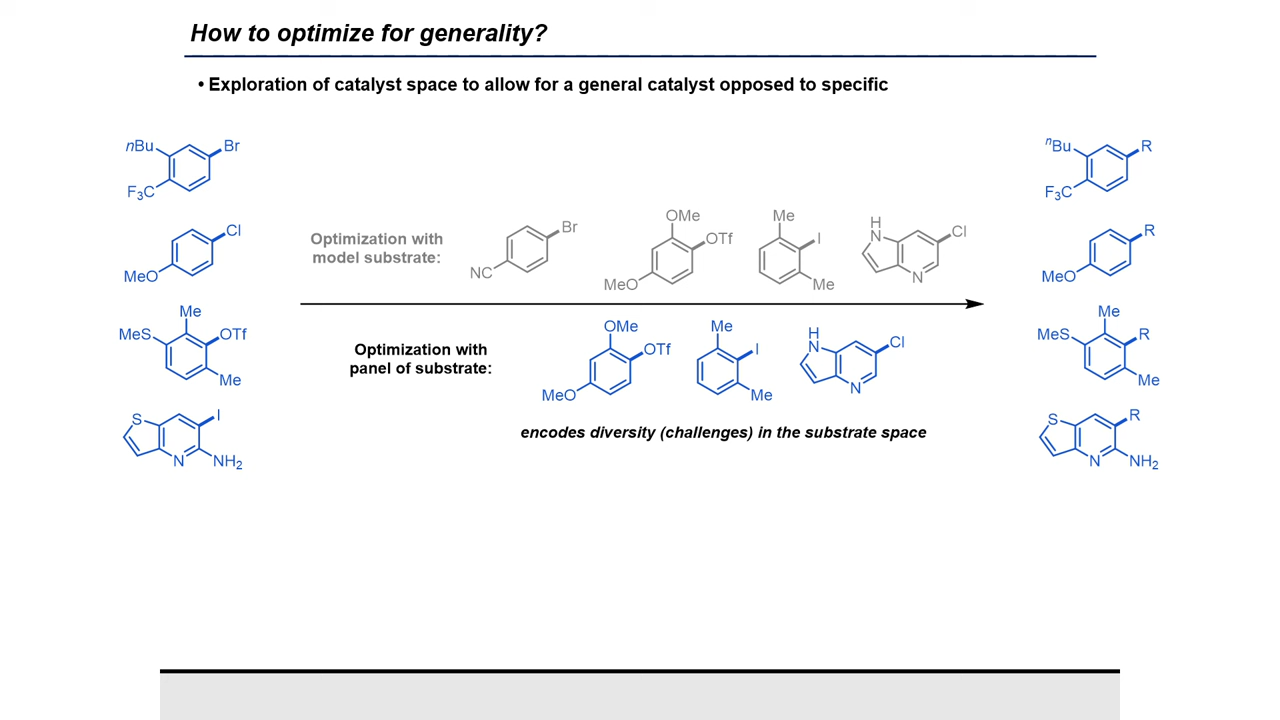 How to optimize for generality?
• Exploration of catalyst space to allow for a general catalyst opposed to specific
nBu
Br
F3C
Cl
MeO
Me
MeS
OTf
Me
S
I
N
NH2
Optimization with
model substrate:
Br
NC
OMe
OTf
MeO
Me
I
Me
H
N
Cl
N
Optimization with
panel of substrate:
OMe
OTf
MeO
Me
I
Me
H
N
Cl
N
encodes diversity (challenges) in the substrate space
nBu
R
F3C
R
MeO
Me
MeS
R
Me
S
R
N
NH2